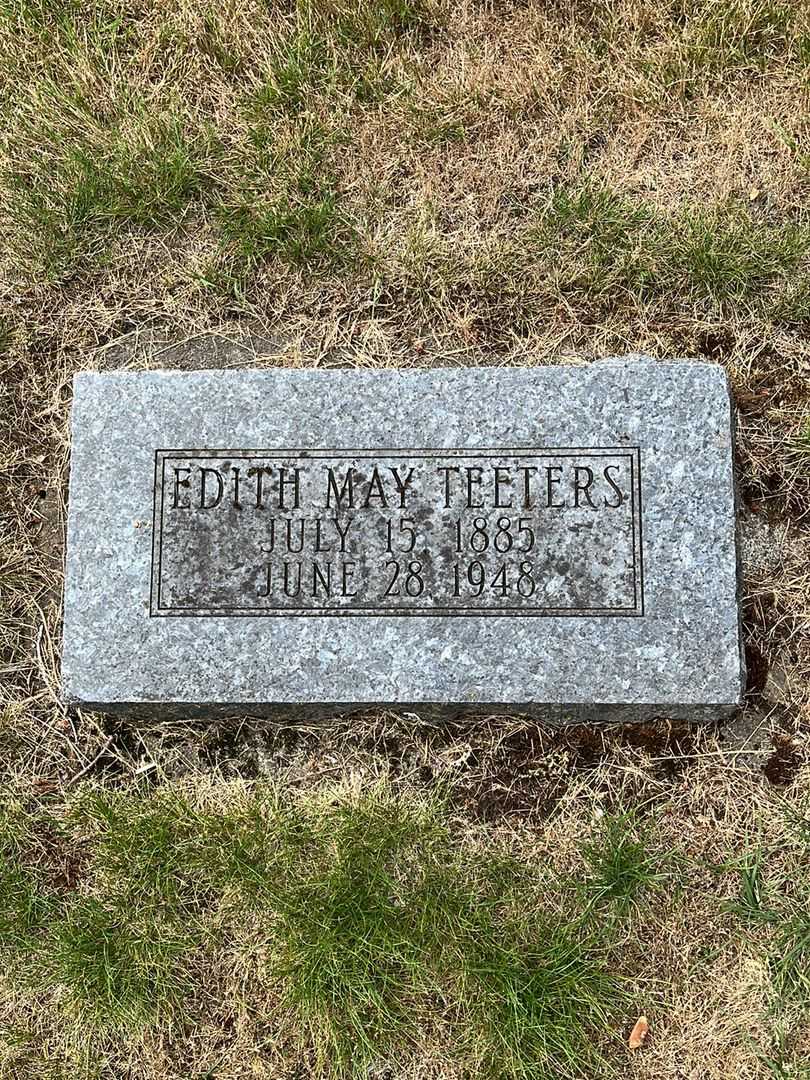 EDITH MAY TEETERS
JULY 15 1885
JUNE 28 1948